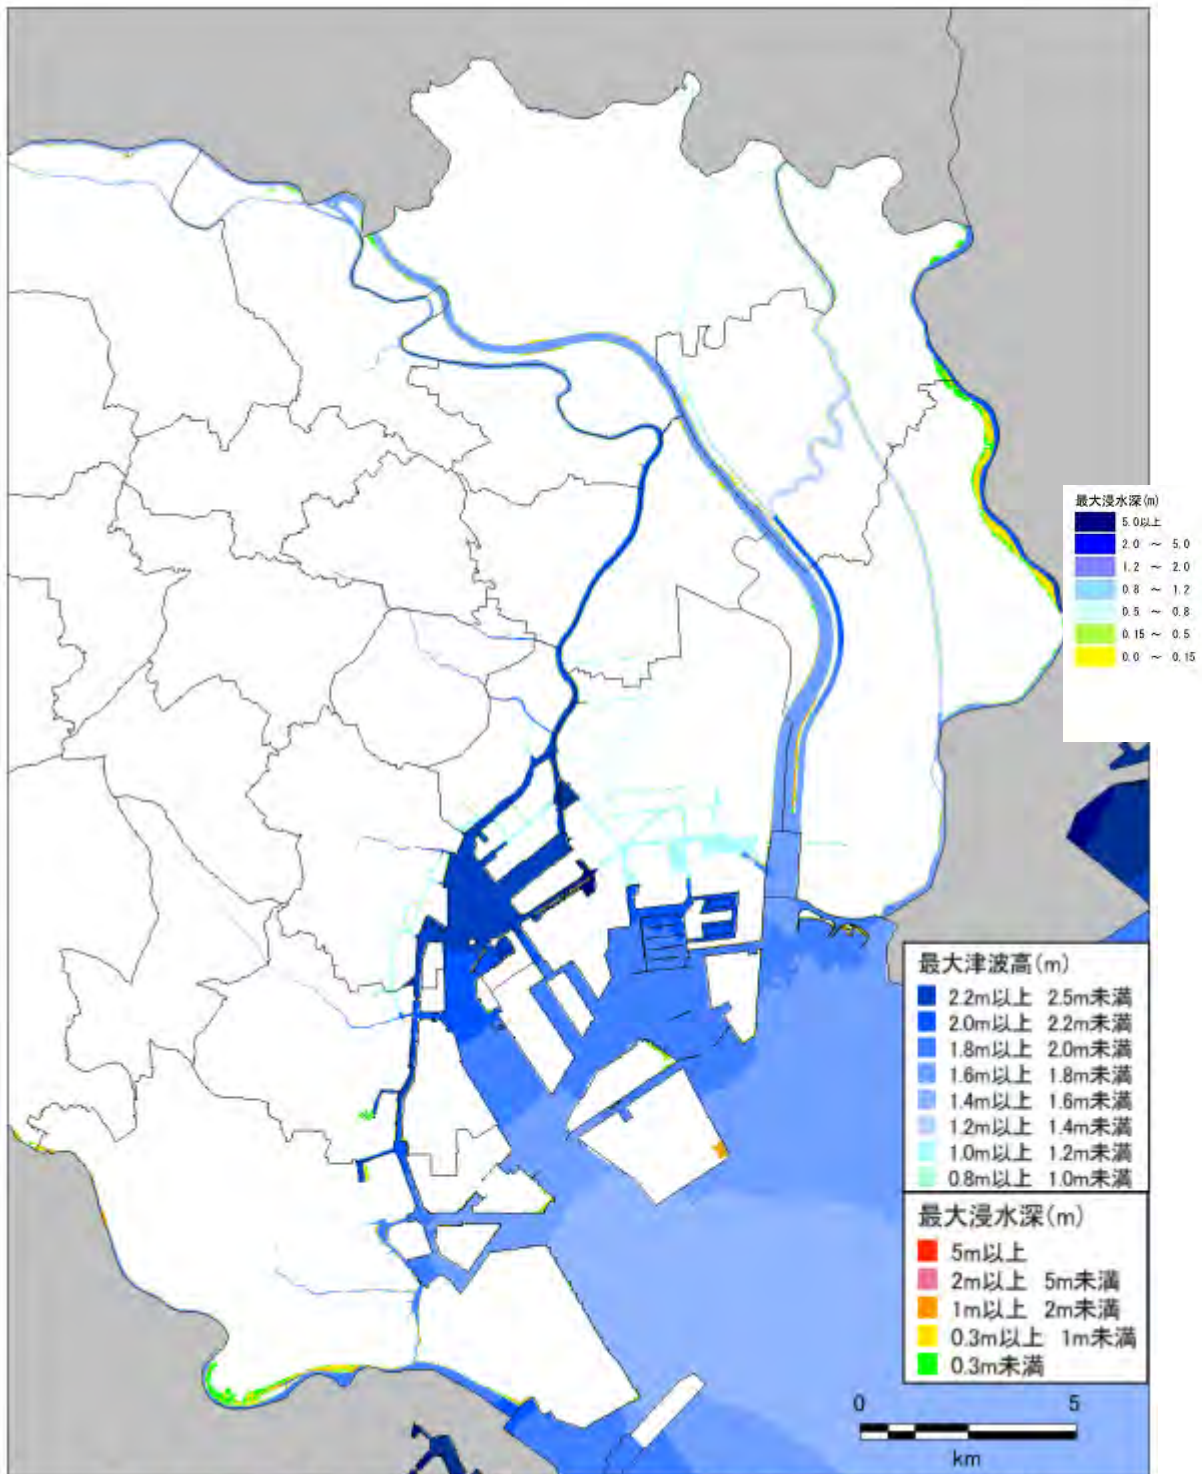 最大浸水深(m)
5.0以上
2.0 ～ 5.0
1.2 ～ 2.0
0.8 ～ 1.2
0.5 ～ 0.8
0.15 ～ 0.5
0.0 ～ 0.15
最大津波高(m)
2.2m以上 2.5m未満
2.0m以上 2.2m未満
1.8m以上 2.0m未満
1.6m以上 1.8m未満
1.4m以上 1.6m未満
1.2m以上 1.4m未満
1.0m以上 1.2m未満
0.8m以上 1.0m未満
最大浸水深(m)
5m以上
2m以上 5m未満
1m以上 2m未満
0.3m以上 1m未満
0.3m未満
0 5
km